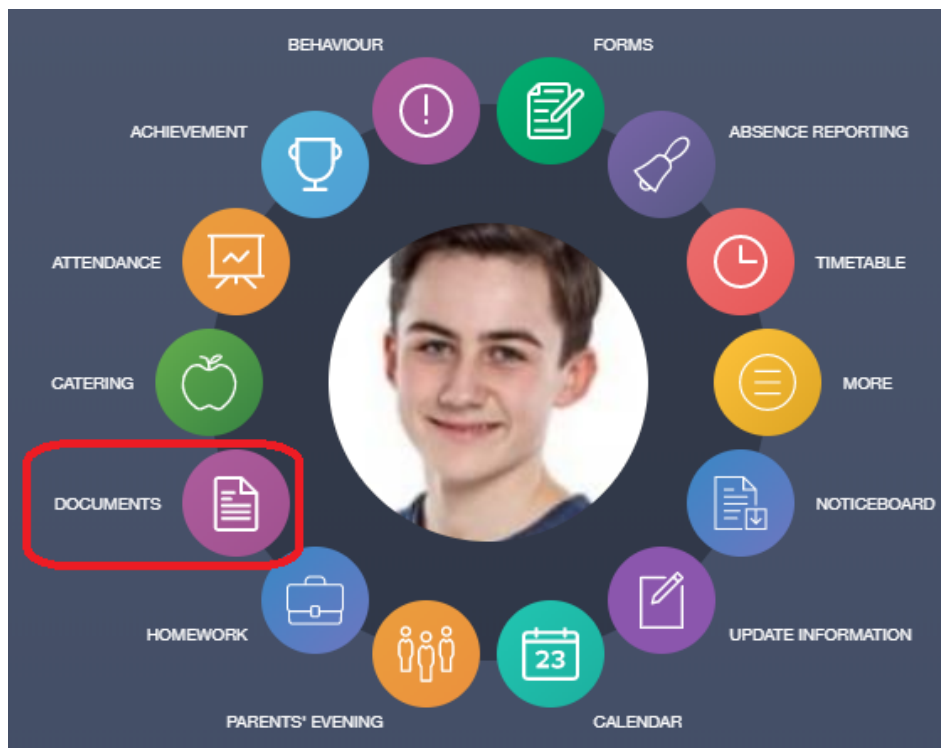 BEHAVIOUR
FORMS
ACHIEVEMENT
ABSENCE REPORTING
ATTENDANCE
TIMETABLE
CATERING
MORE
DOCUMENTS
NOTICEBOARD
HOMEWORK
UPDATE INFORMATION
23
PARENTS' EVENING
CALENDAR